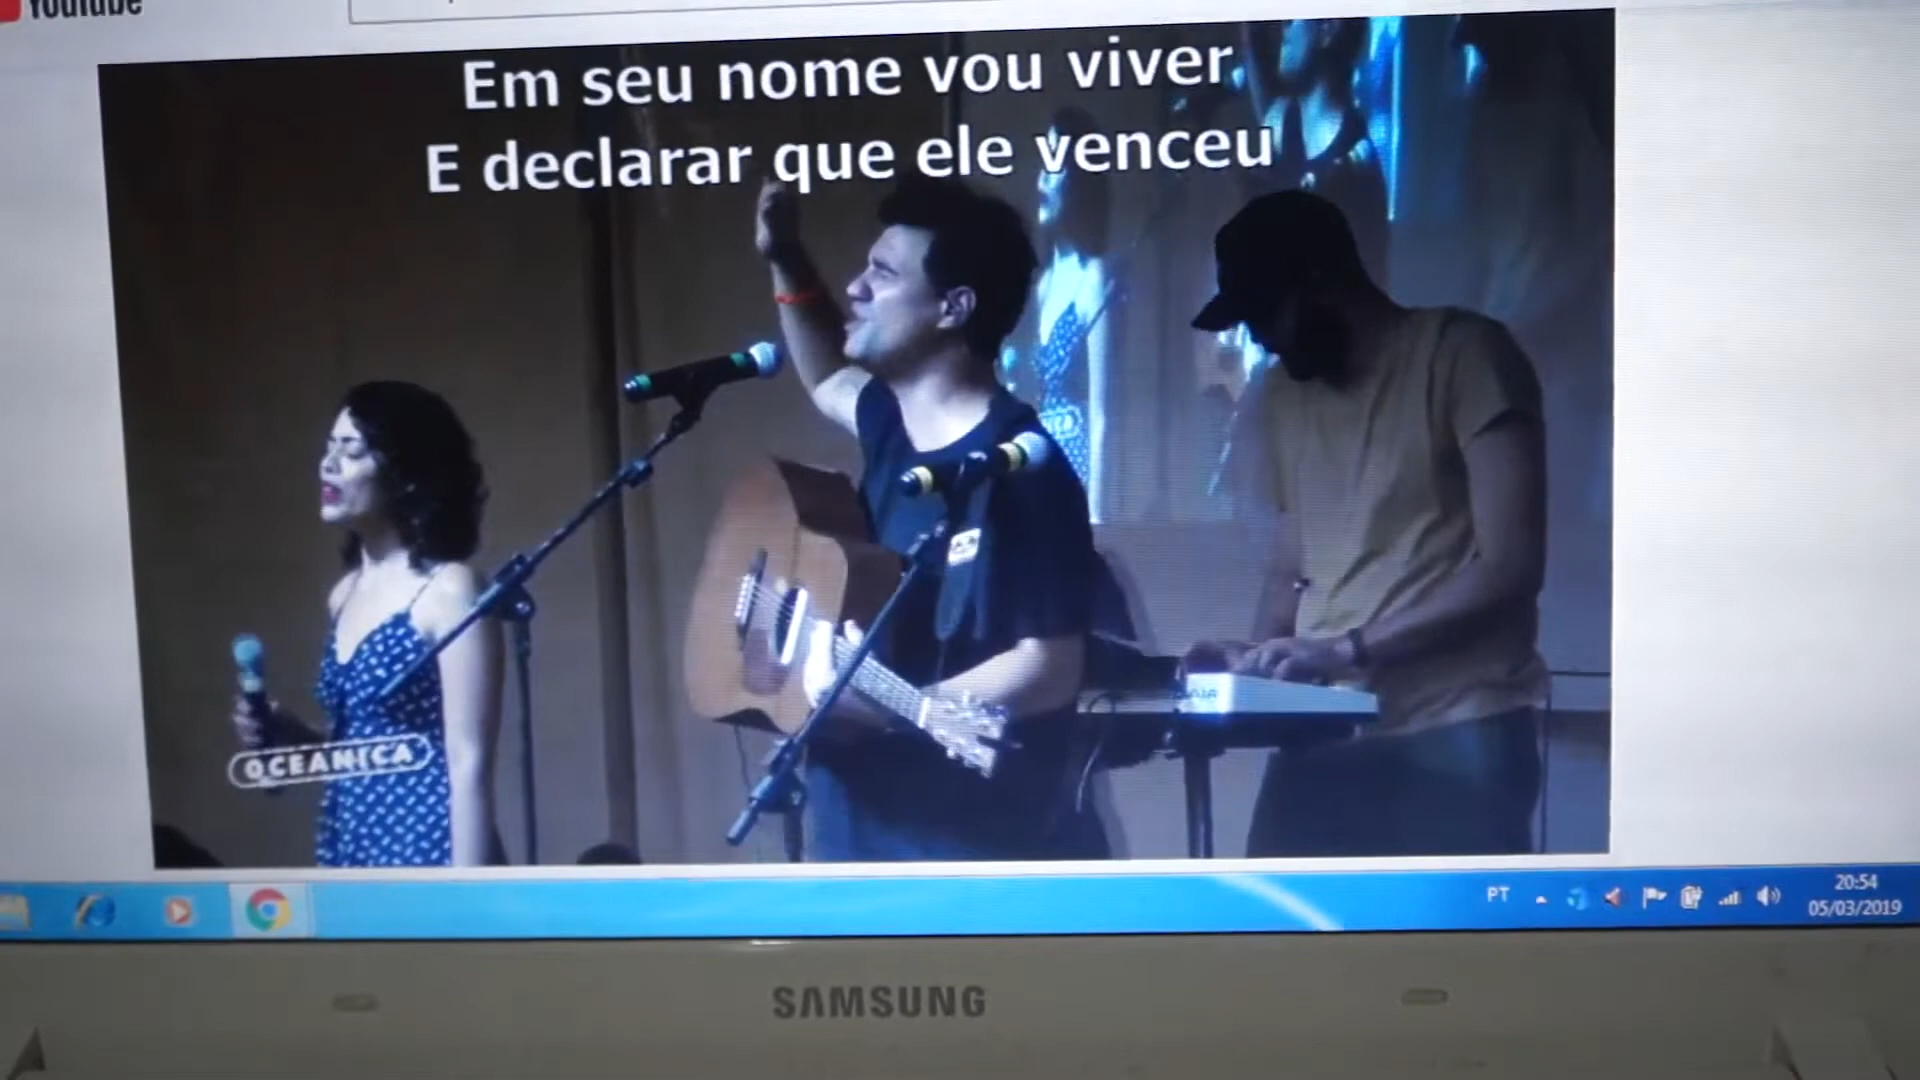 YouTube
Em seu nome vou viver
E declarar que ele venceu
OCEANICA
PT
20:54
05/03/2019
SAMSUNG